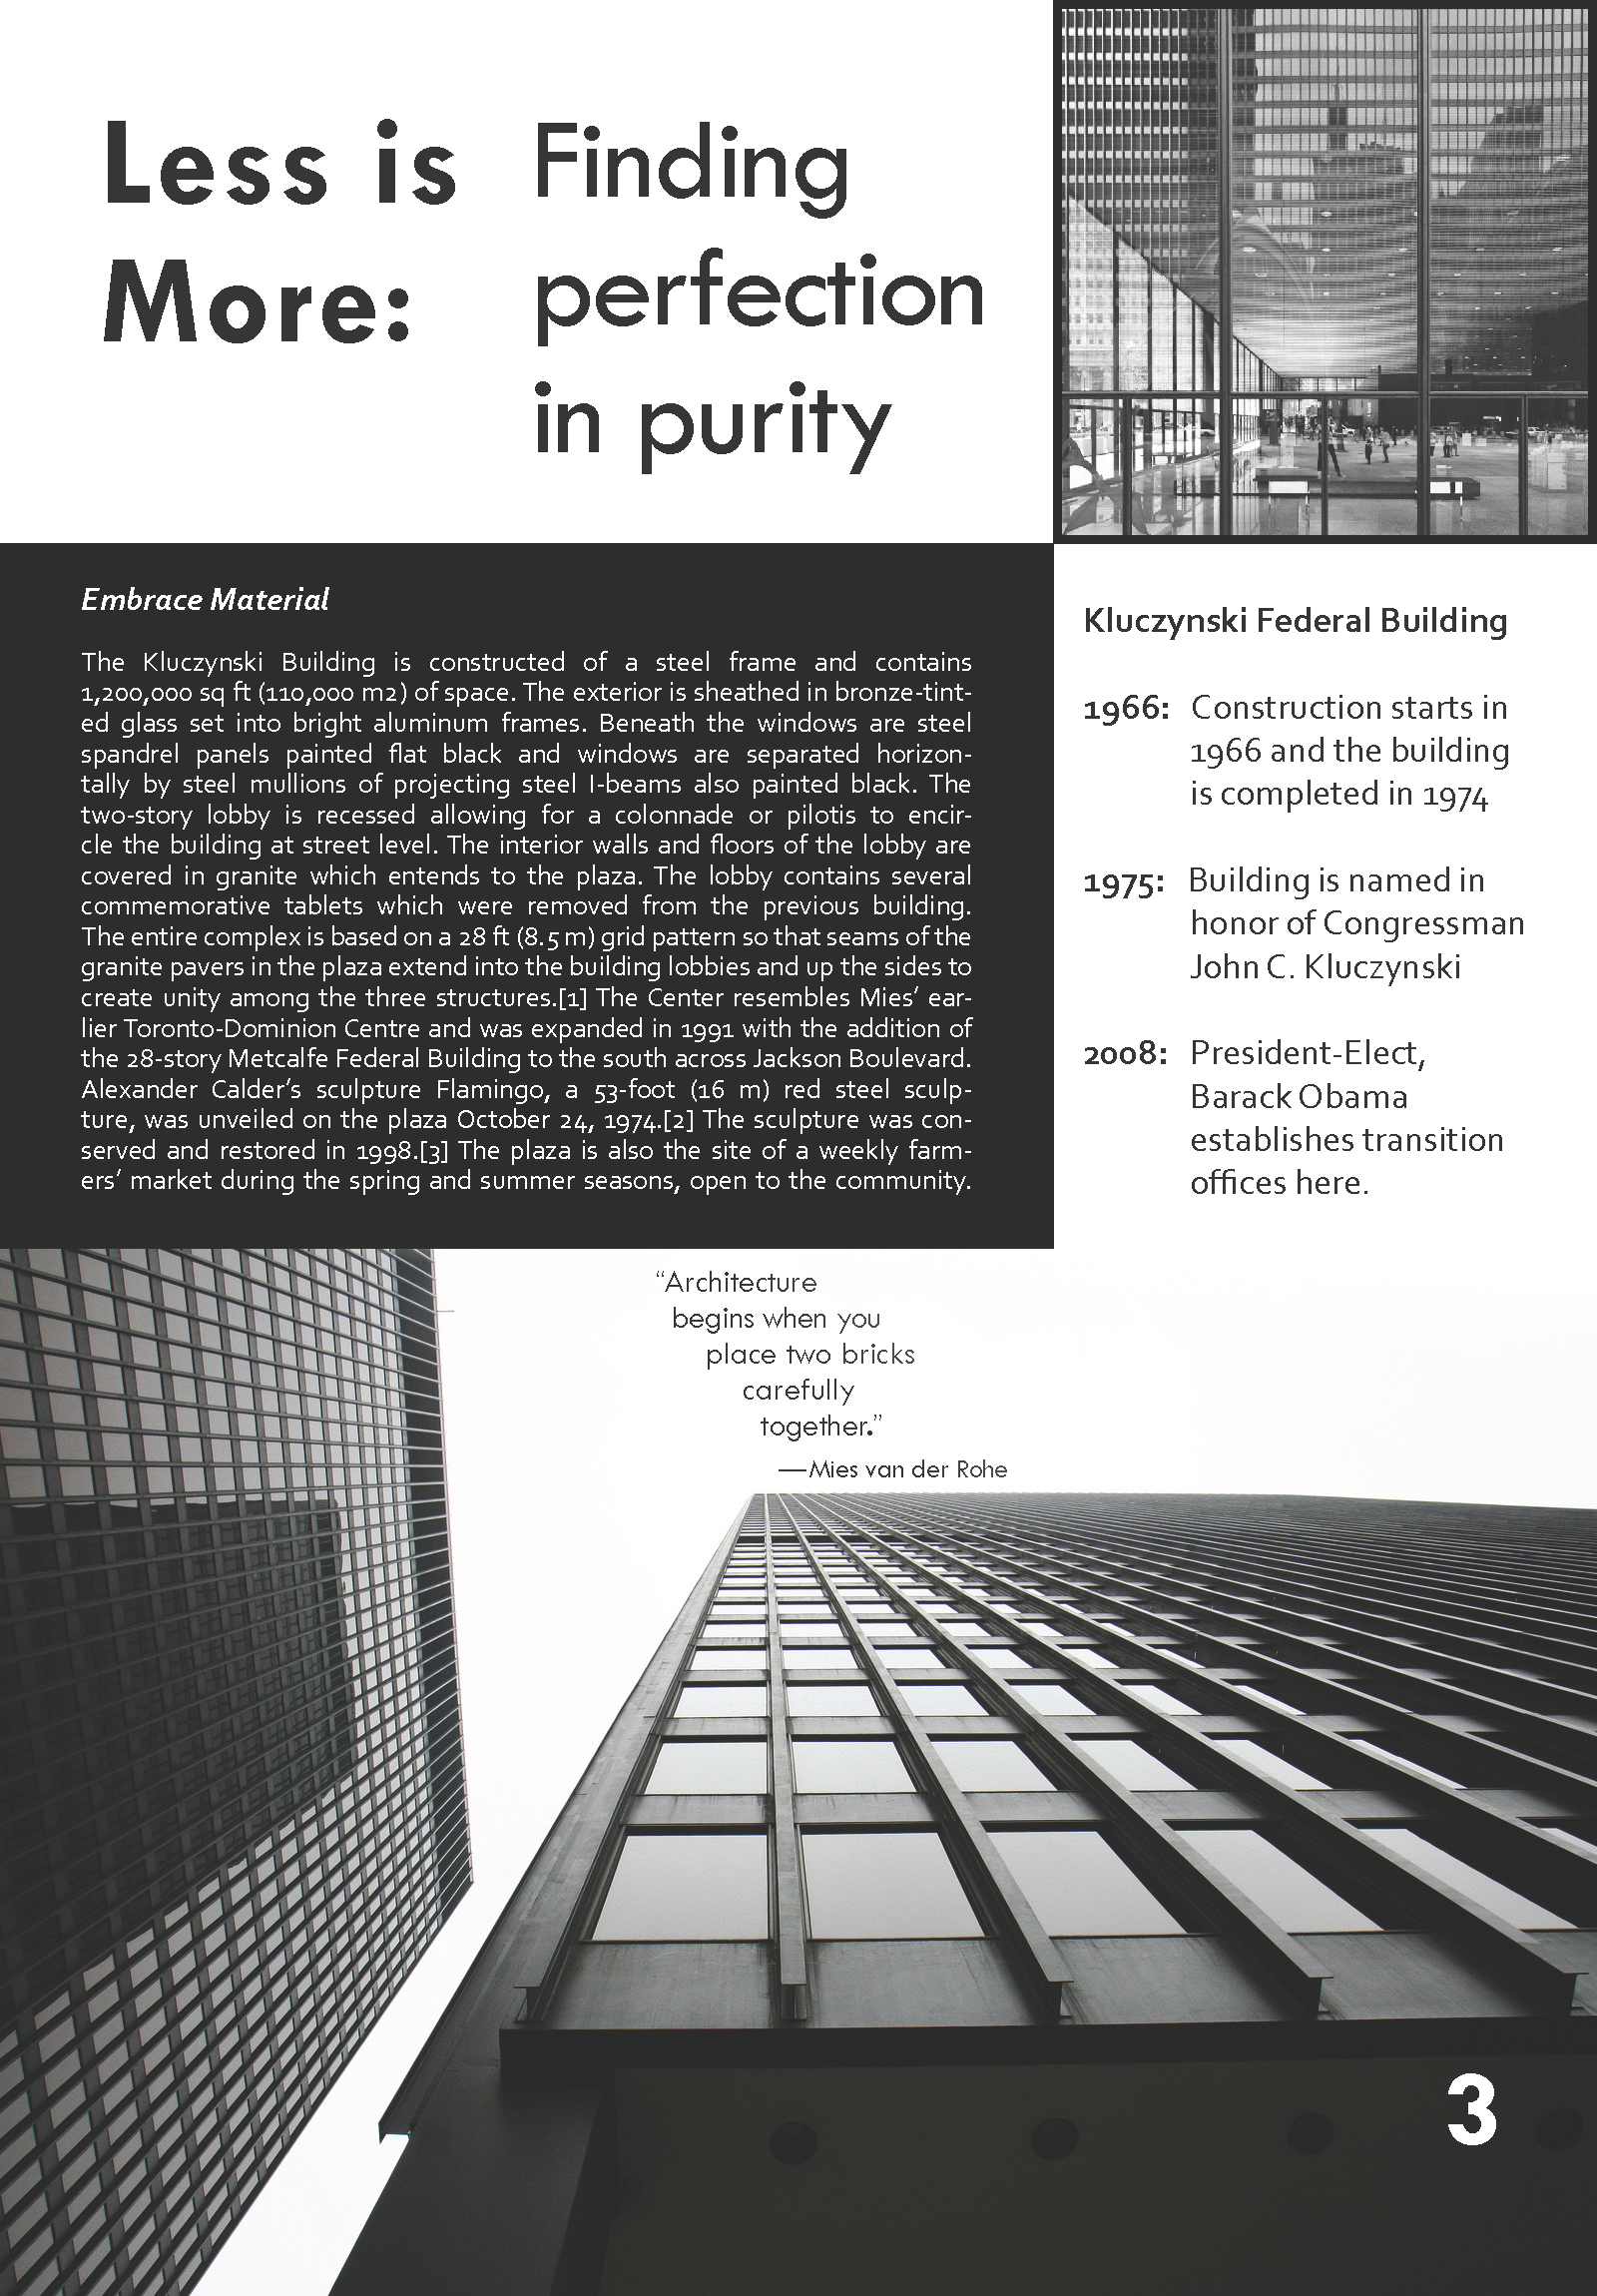 Less is
More:
Finding
perfection
in purity
Embrace Material
The Kluczynski Building is constructed of a steel frame and contains
1,200,000 sq ft (110,000 m2) of space. The exterior is sheathed in bronze-tint-
ed glass set into bright aluminum frames. Beneath the windows are steel
spandrel panels painted flat black and windows are separated horizon-
tally by steel mullions of projecting steel I-beams also painted black. The
two-story lobby is recessed allowing for a colonnade or pilotis to encir-
cle the building at street level. The interior walls and floors of the lobby are
covered in granite which entends to the plaza. The lobby contains several
commemorative tablets which were removed from the previous building.
The entire complex is based on a 28 ft (8.5 m) grid pattern so that seams of the
granite pavers in the plaza extend into the building lobbies and up the sides to
create unity among the three structures.[1] The Center resembles Mies’ ear-
lier Toronto-Dominion Centre and was expanded in 1991 with the addition of
the 28-story Metcalfe Federal Building to the south across Jackson Boulevard.
Alexander Calder’s sculpture Flamingo, a 53-foot (16 m) red steel sculp-
ture, was unveiled on the plaza October 24, 1974.[2] The sculpture was con-
served and restored in 1998.[3] The plaza is also the site of a weekly farm-
ers’ market during the spring and summer seasons, open to the community.
Kluczynski Federal Building
1966: Construction starts in
1966 and the building
is completed in 1974
1975: Building is named in
honor of Congressman
John C. Kluczynski
2008: President-Elect,
Barack Obama
establishes transition
offices here.
“Architecture
begins when you
place two bricks
carefully
together.”
—Mies van der Rohe
3